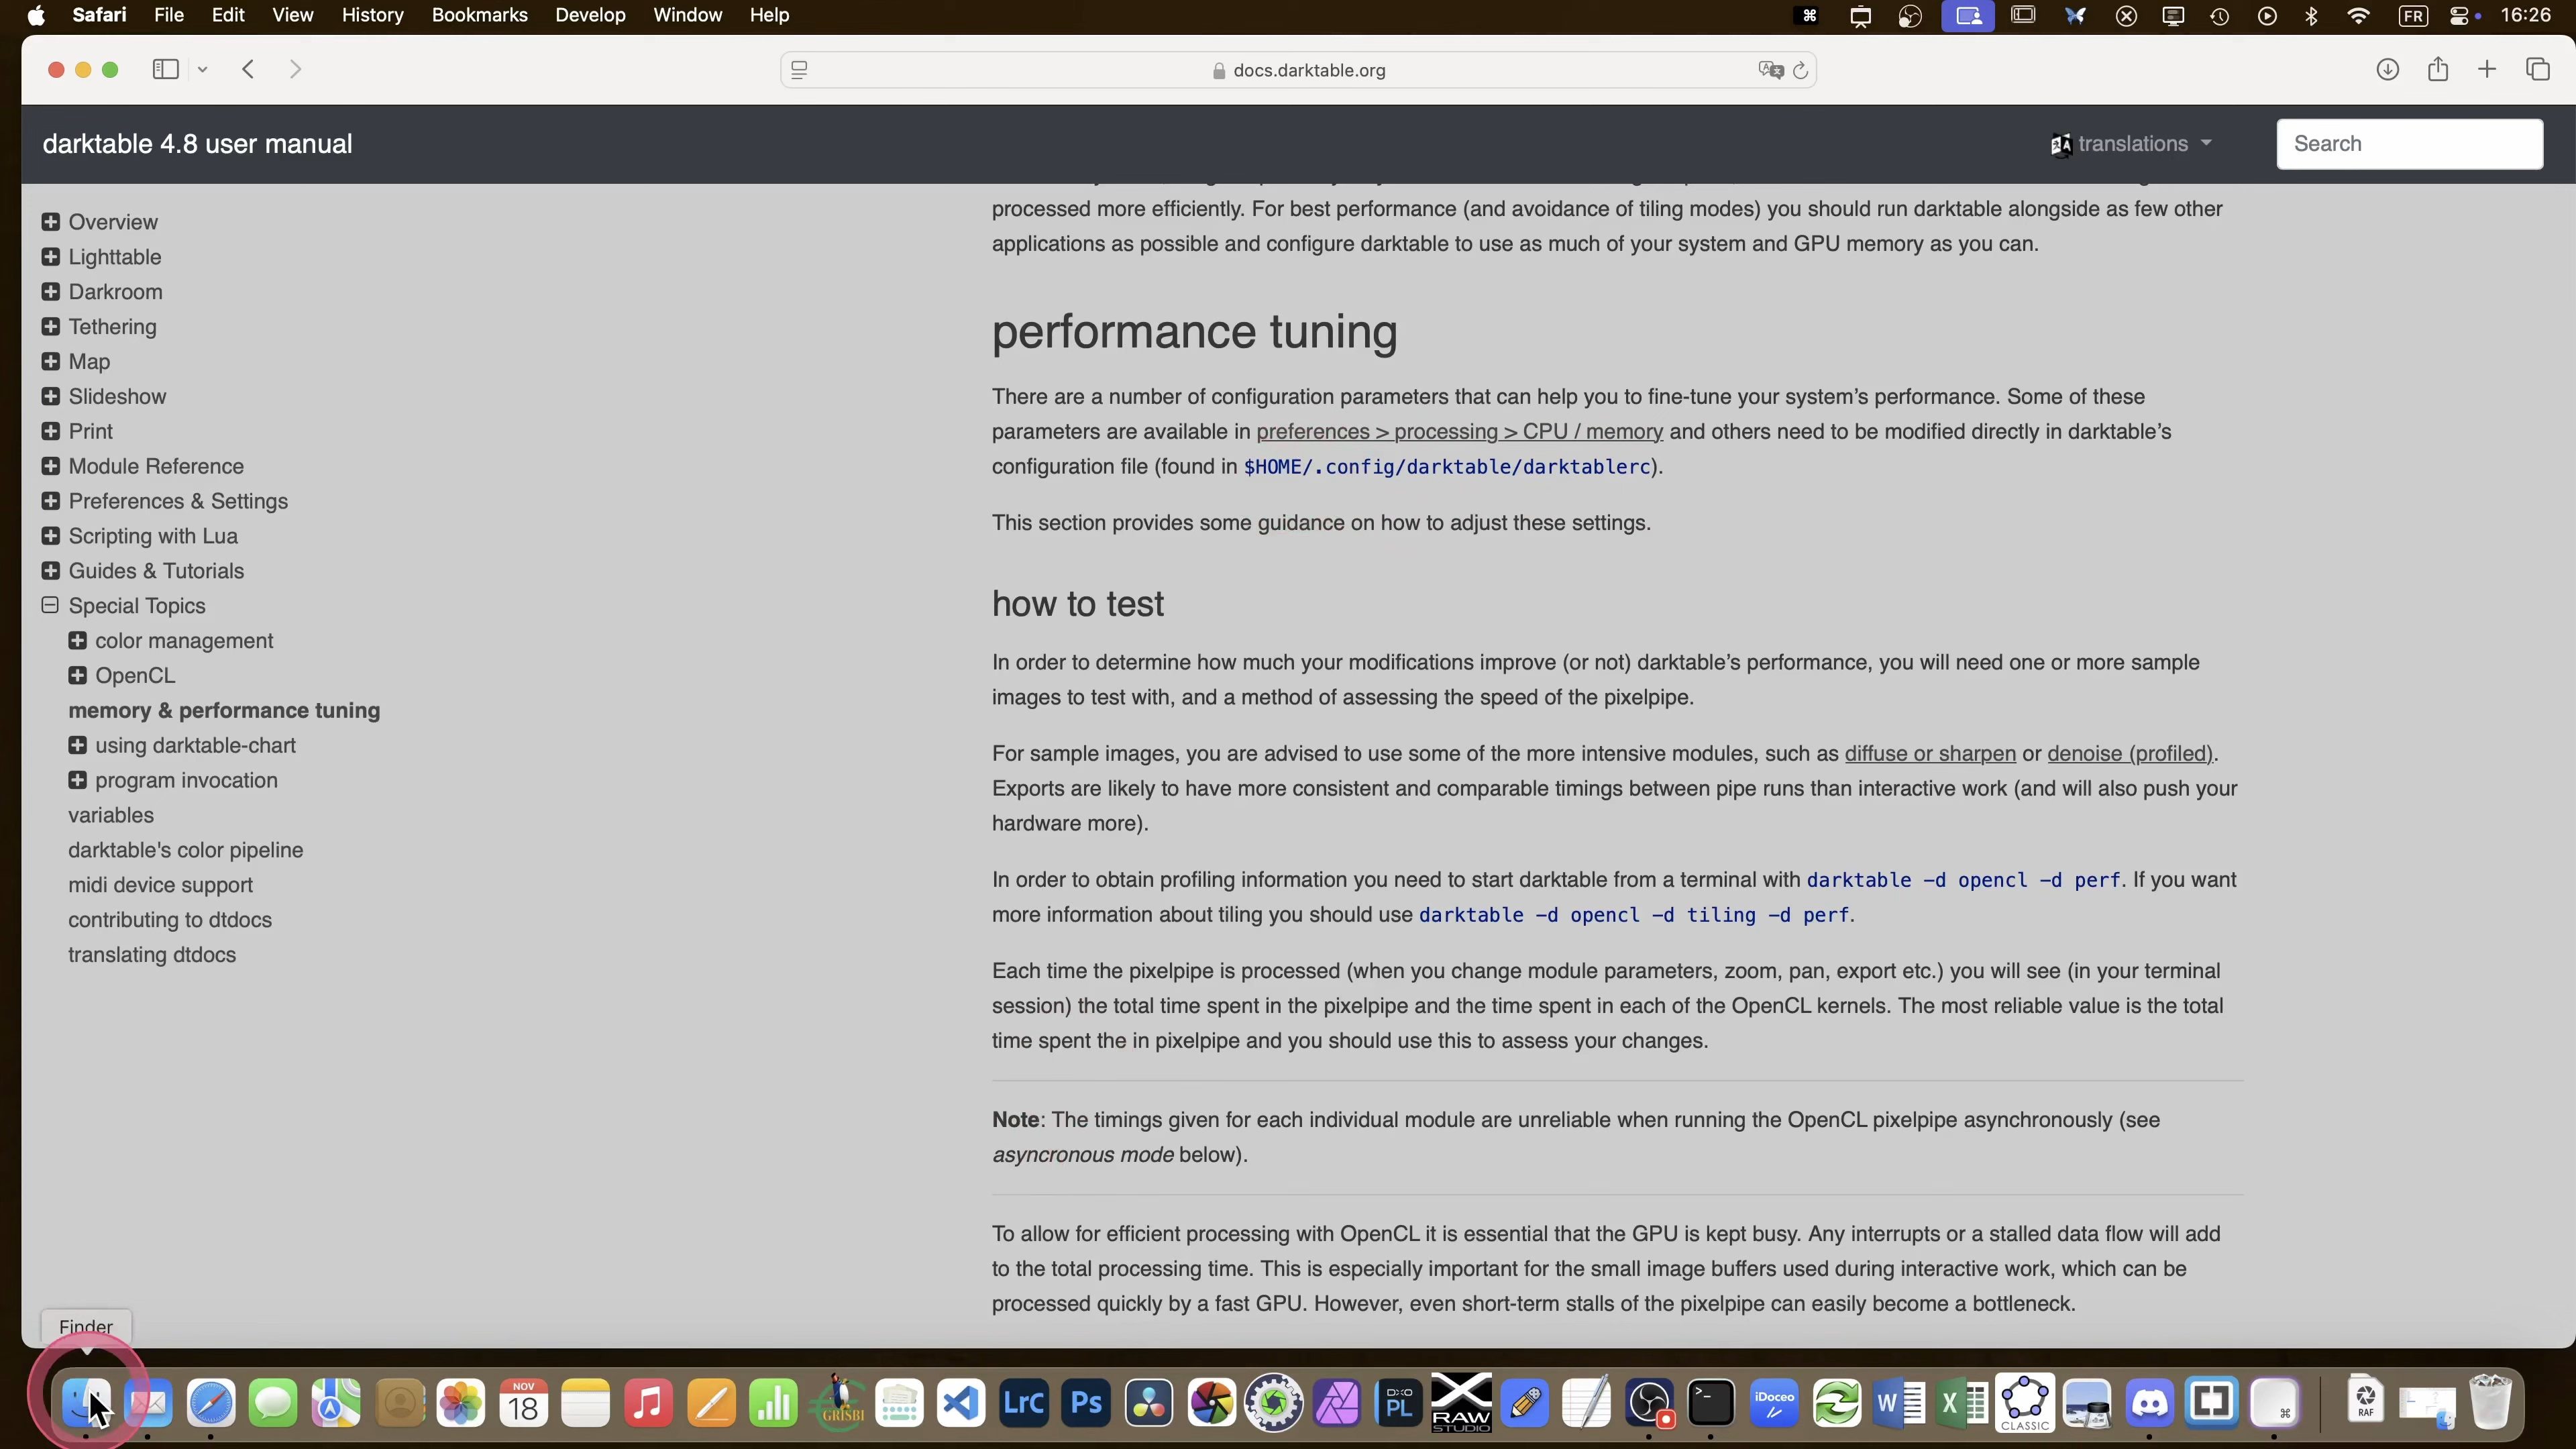 Safari File Edit View History Bookmarks Develop Window Help FR 16:26
docs.darktable.org
darktable 4.8 user manual translations Search
Overview
Lighttable
Darkroom
Tethering
Map
Slideshow
Print
Module Reference
Preferences & Settings
Scripting with Lua
Guides & Tutorials
Special Topics
color management
OpenCL
memory & performance tuning
using darktable-chart
program invocation
variables
darktable's color pipeline
midi device support
contributing to dtdocs
translating dtdocs
processed more efficiently. For best performance (and avoidance of tiling modes) you should run darktable alongside as few other
applications as possible and configure darktable to use as much of your system and GPU memory as you can.
performance tuning
There are a number of configuration parameters that can help you to fine-tune your system’s performance. Some of these
parameters are available in preferences > processing > CPU / memory and others need to be modified directly in darktable’s
configuration file (found in $HOME/.config/darktable/darktablerc).
This section provides some guidance on how to adjust these settings.
how to test
In order to determine how much your modifications improve (or not) darktable’s performance, you will need one or more sample
images to test with, and a method of assessing the speed of the pixelpipe.
For sample images, you are advised to use some of the more intensive modules, such as diffuse or sharpen or denoise (profiled).
Exports are likely to have more consistent and comparable timings between pipe runs than interactive work (and will also push your
hardware more).
In order to obtain profiling information you need to start darktable from a terminal with darktable -d opencl -d perf. If you want
more information about tiling you should use darktable -d opencl -d tiling -d perf.
Each time the pixelpipe is processed (when you change module parameters, zoom, pan, export etc.) you will see (in your terminal
session) the total time spent in the pixelpipe and the time spent in each of the OpenCL kernels. The most reliable value is the total
time spent the in pixelpipe and you should use this to assess your changes.
Note: The timings given for each individual module are unreliable when running the OpenCL pixelpipe asynchronously (see
asyncronous mode below).
To allow for efficient processing with OpenCL it is essential that the GPU is kept busy. Any interrupts or a stalled data flow will add
to the total processing time. This is especially important for the small image buffers used during interactive work, which can be
processed quickly by a fast GPU. However, even short-term stalls of the pixelpipe can easily become a bottleneck.
Finder
NOV
18
GRISBI
LrC
Ps
DXO
PL
X
RAW
STUDIO
iDoceo
W
X
CLASSIC
RAF